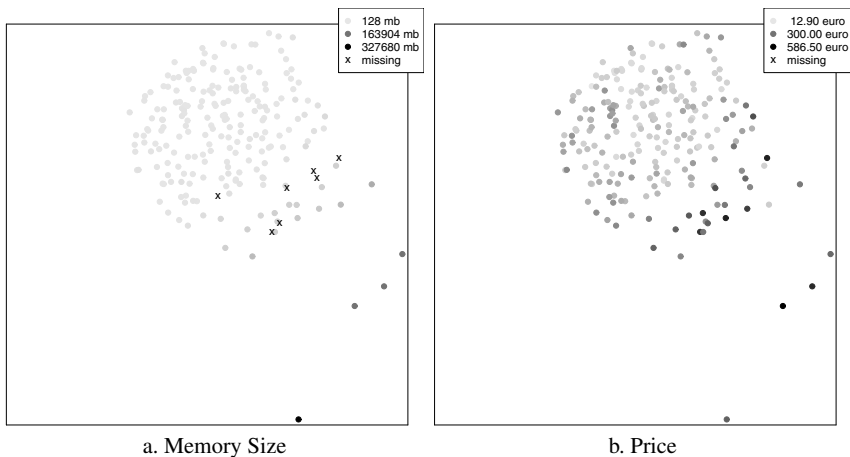 128 mb
163904 mb
327680 mb
x missing
12.90 euro
300.00 euro
586.50 euro
x missing
x
x
x
x
x
x
x
a. Memory Size
b. Price